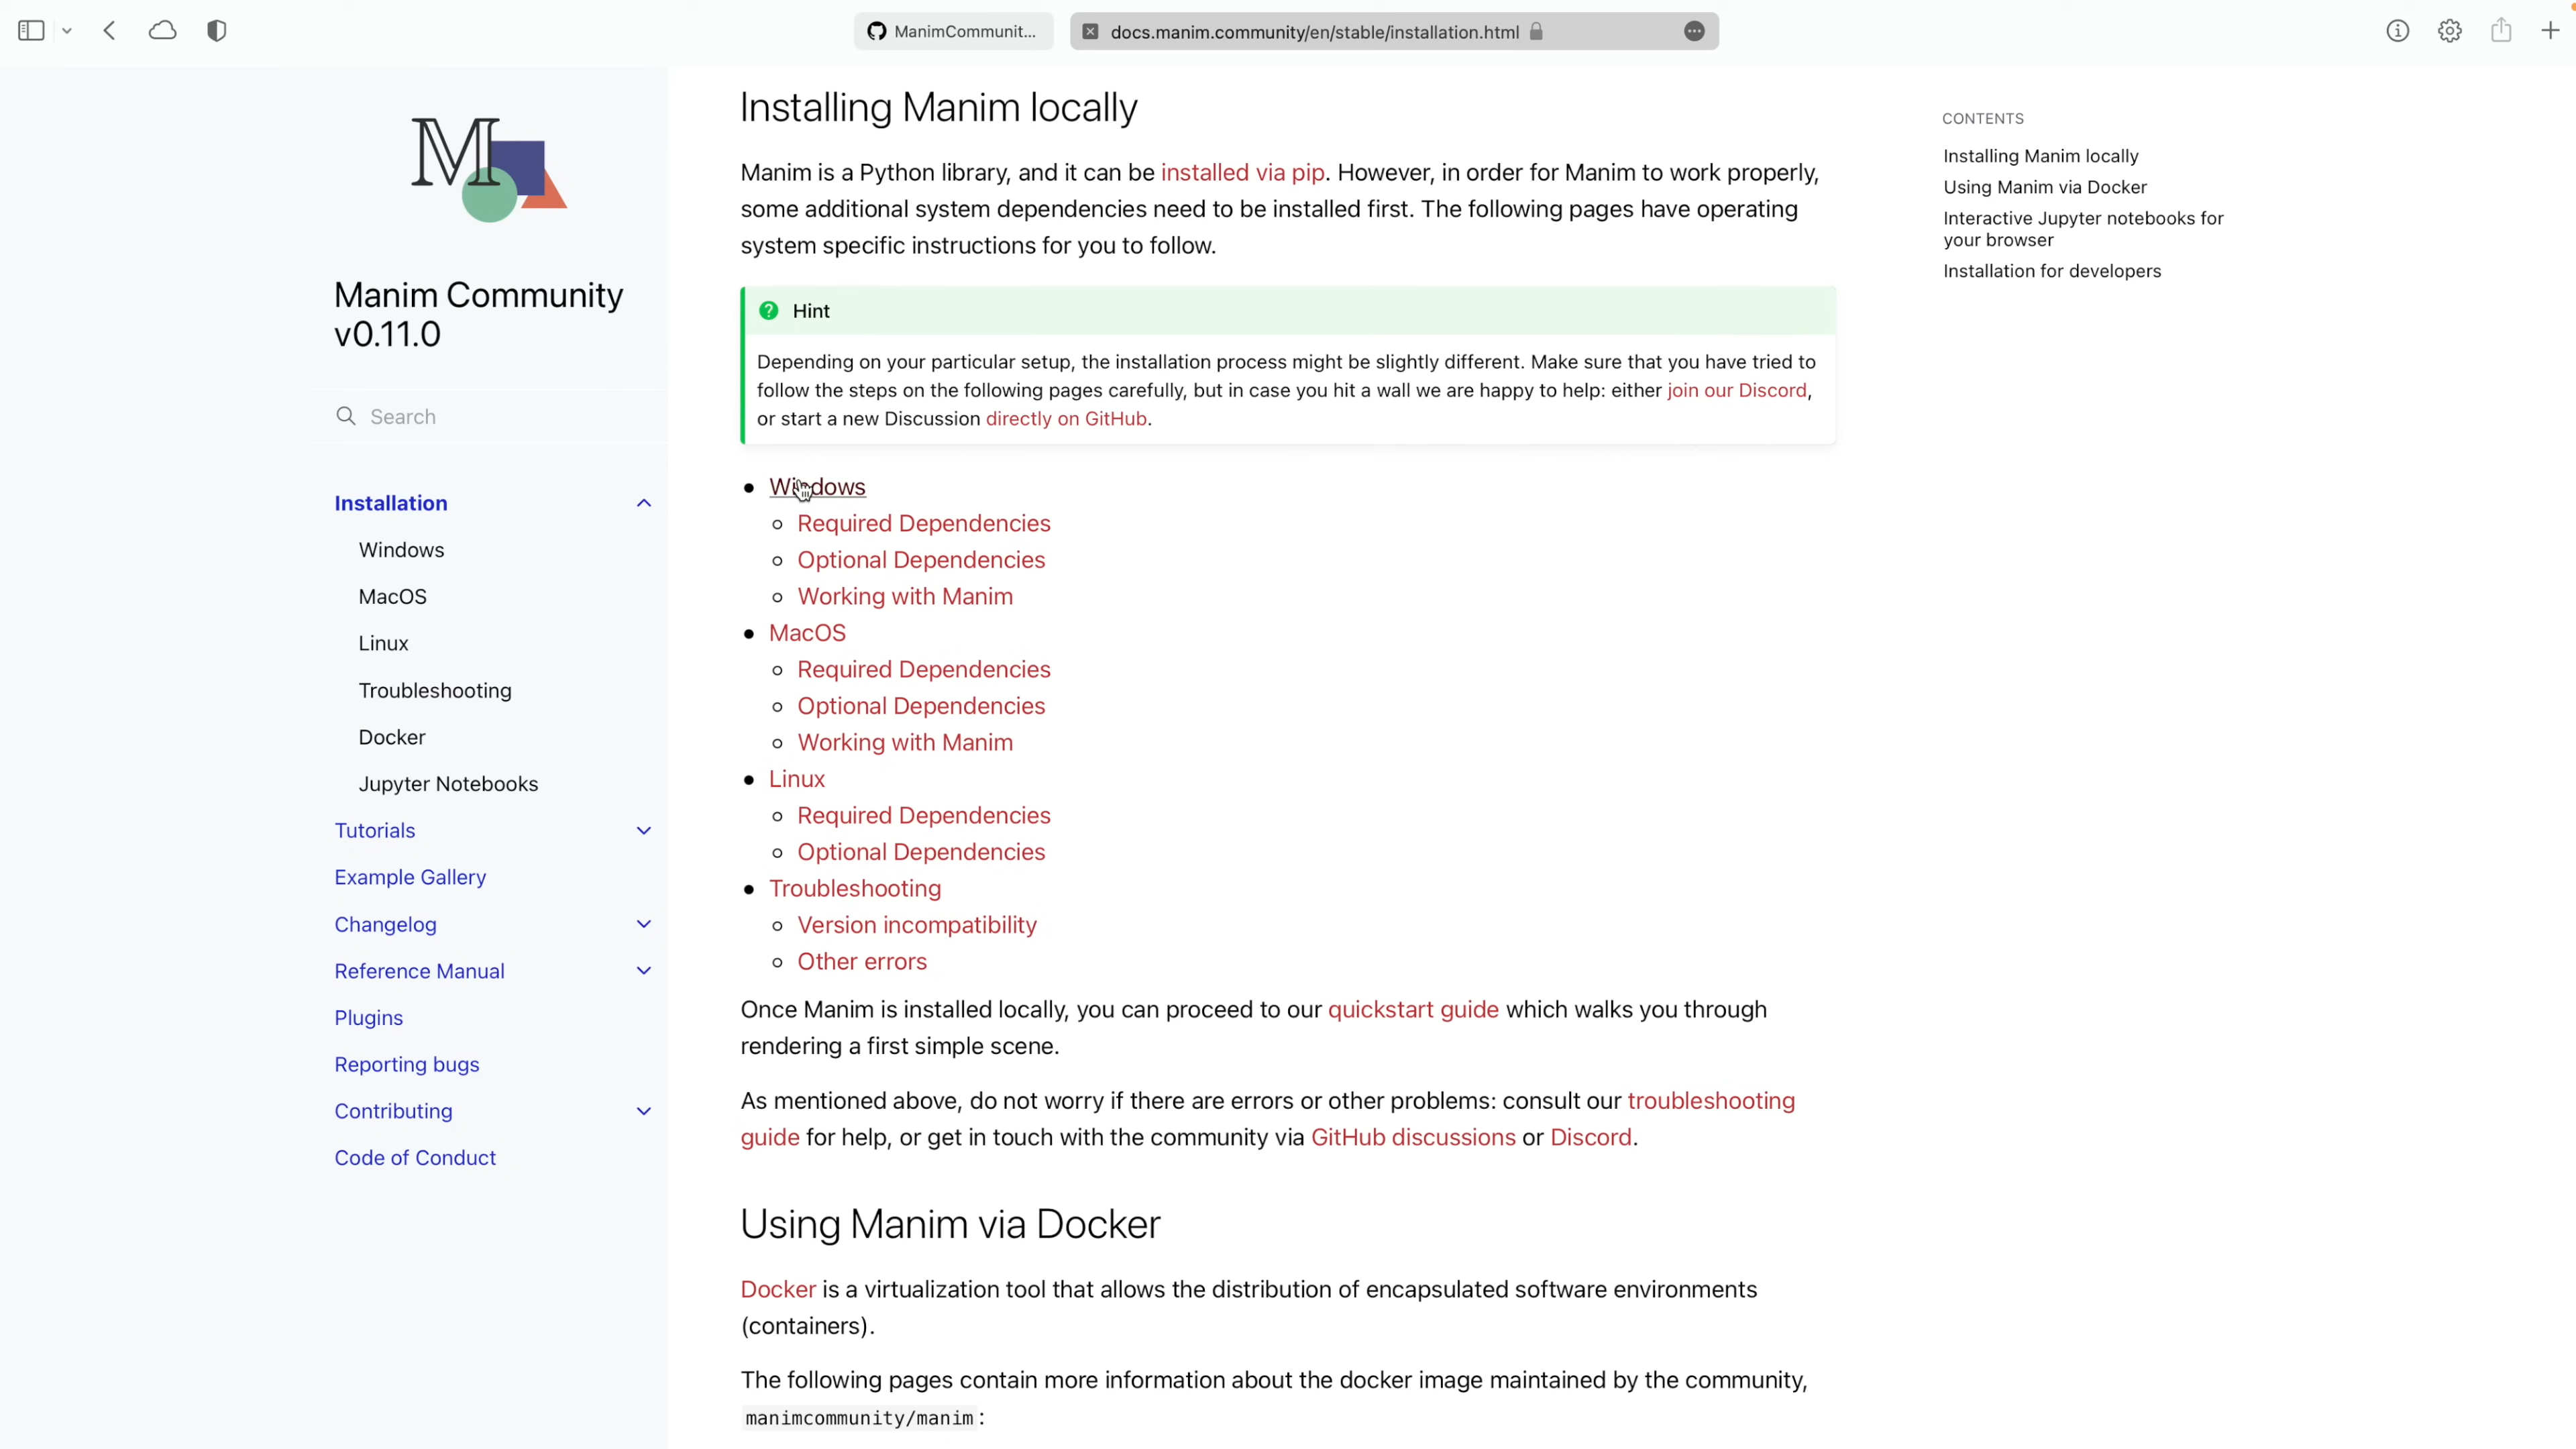 ManimCommunit...
docs.manim.community/en/stable/installation.html
M
Manim Community
v0.11.0
Search
Installation
Windows
MacOS
Linux
Troubleshooting
Docker
Jupyter Notebooks
Tutorials
Example Gallery
Changelog
Reference Manual
Plugins
Reporting bugs
Contributing
Code of Conduct
Installing Manim locally
Manim is a Python library, and it can be installed via pip. However, in order for Manim to work properly,
some additional system dependencies need to be installed first. The following pages have operating
system specific instructions for you to follow.
? Hint
Depending on your particular setup, the installation process might be slightly different. Make sure that you have tried to
follow the steps on the following pages carefully, but in case you hit a wall we are happy to help: either join our Discord,
or start a new Discussion directly on GitHub.
• Windows
◦ Required Dependencies
◦ Optional Dependencies
◦ Working with Manim
• MacOS
◦ Required Dependencies
◦ Optional Dependencies
◦ Working with Manim
• Linux
◦ Required Dependencies
◦ Optional Dependencies
• Troubleshooting
◦ Version incompatibility
◦ Other errors
Once Manim is installed locally, you can proceed to our quickstart guide which walks you through
rendering a first simple scene.
As mentioned above, do not worry if there are errors or other problems: consult our troubleshooting
guide for help, or get in touch with the community via GitHub discussions or Discord.
Using Manim via Docker
Docker is a virtualization tool that allows the distribution of encapsulated software environments
(containers).
The following pages contain more information about the docker image maintained by the community,
manimcommunity/manim:
CONTENTS
Installing Manim locally
Using Manim via Docker
Interactive Jupyter notebooks for
your browser
Installation for developers